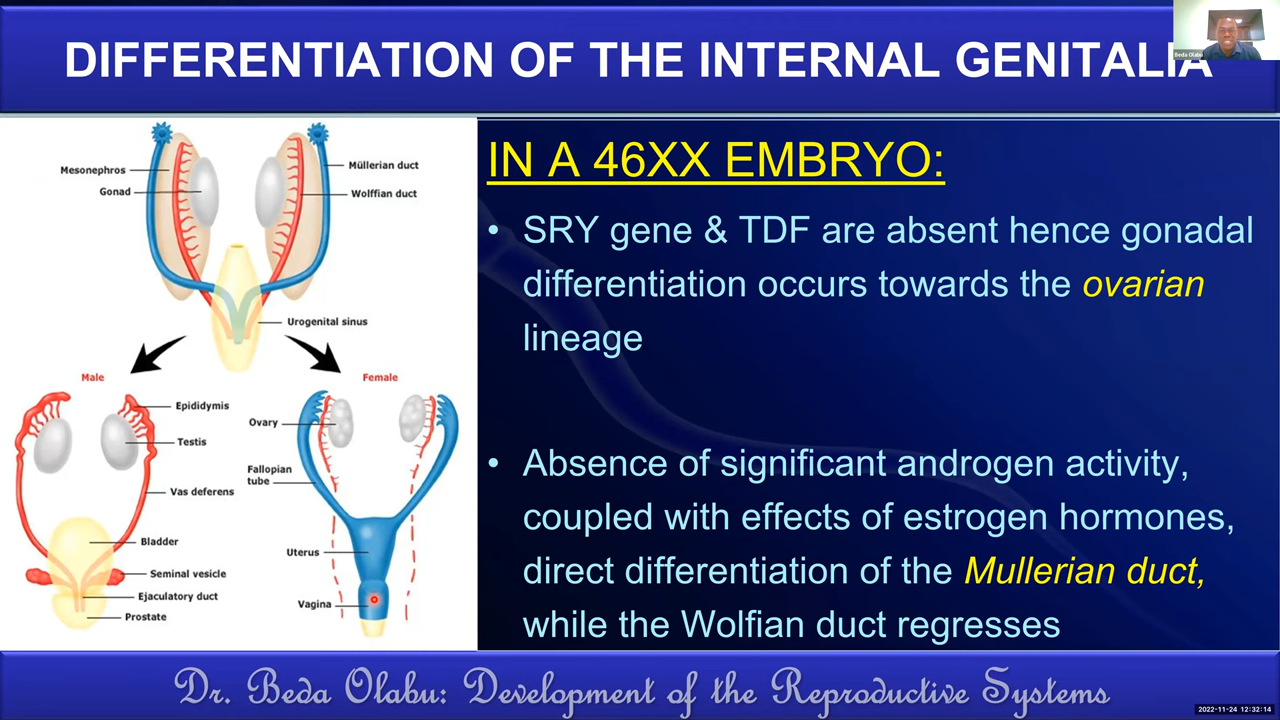 DIFFERENTIATION OF THE INTERNAL GENITALIA
Beda Olabu
Mesonephros
Gonad
Müllerian duct
Wolffian duct
Urogenital sinus
Male
Female
Epididymis
Testis
Vas deferens
Bladder
Seminal vesicle
Ejaculatory duct
Prostate
Ovary
Fallopian
tube
Uterus
Vagina
IN A 46XX EMBRYO:
• SRY gene & TDF are absent hence gonadal
differentiation occurs towards the ovarian
lineage
• Absence of significant androgen activity,
coupled with effects of estrogen hormones,
direct differentiation of the Mullerian duct,
while the Wolfian duct regresses
Dr. Beda Olabu: Development of the Reproductive Systems
2022-11-24 12:32:14